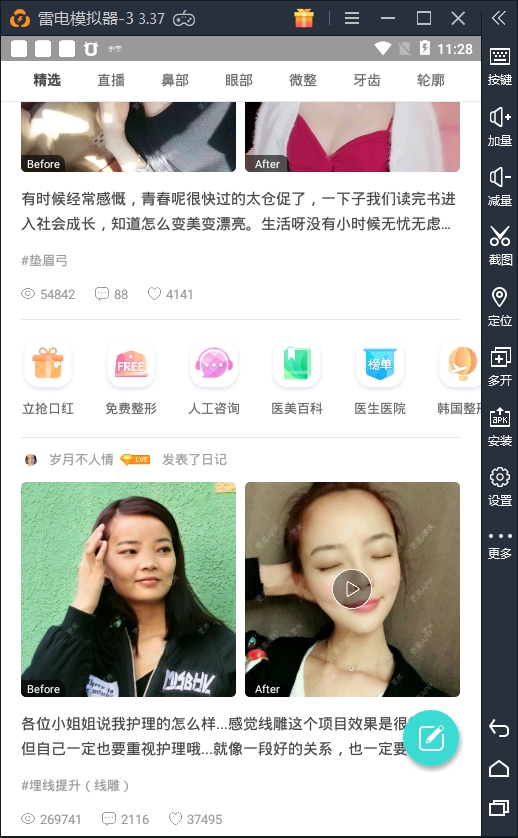 雷电模拟器-3 3.37
11:28
精选 直播 鼻部 眼部 微整 牙齿 轮廓
Before After
有时候经常感慨，青春呢很快过的太仓促了，一下子我们读完书进
入社会成长，知道怎么变美变漂亮。生活呀没有小时候无忧无虑...
#垫眉弓
54842 88 4141
FREE 榜单
立抢口红 免费整形 人工咨询 医美百科 医生医院 韩国整形
岁月不人情 LV5 发表了日记
Before After
各位小姐姐说我护理的怎么样...感觉线雕这个项目效果是很
但自己一定也要重视护理哦...就像一段好的关系，也一定要
#埋线提升（线雕）
269741 2116 37495
按键
加量
减量
截图
定位
多开
APK
安装
设置
更多